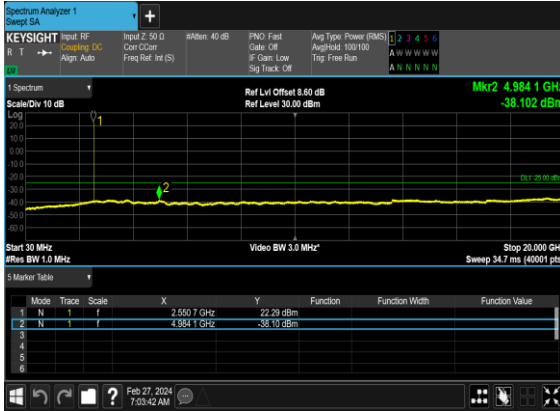 Spectrum Analyzer 1
Swept SA
+
KEYSIGHT Input: RF Input Z: 50 Ω #Atten: 40 dB PNO: Fast Avg Type: Power (RMS) 1 2 3 4 5 6
R T Coupling: DC Corr CCorr Gate: Off Avg|Hold: 100/100 A W W W W W
Align: Auto Freq Ref: Int (S) IF Gain: Low Trig: Free Run
Sig Track: Off A N N N N N
1 Spectrum Ref Lvl Offset 8.60 dB Mkr2 4.984 1 GHz
Scale/Div 10 dB Ref Level 30.00 dBm -38.102 dBm
Log
1
20.0
10.0
0.00
-10.0
-20.0 DL1 -25.00 dBm
-30.0 2
-40.0
-50.0
-60.0
Start 30 MHz Video BW 3.0 MHz* Stop 20.000 GHz
#Res BW 1.0 MHz Sweep 34.7 ms (40001 pts)
5 Marker Table
Mode Trace Scale X Y Function Function Width Function Value
1 N 1 f 2.550 7 GHz 22.29 dBm
2 N 1 f 4.984 1 GHz -38.10 dBm
3
4
5
6
? Feb 27, 2024
7:03:42 AM